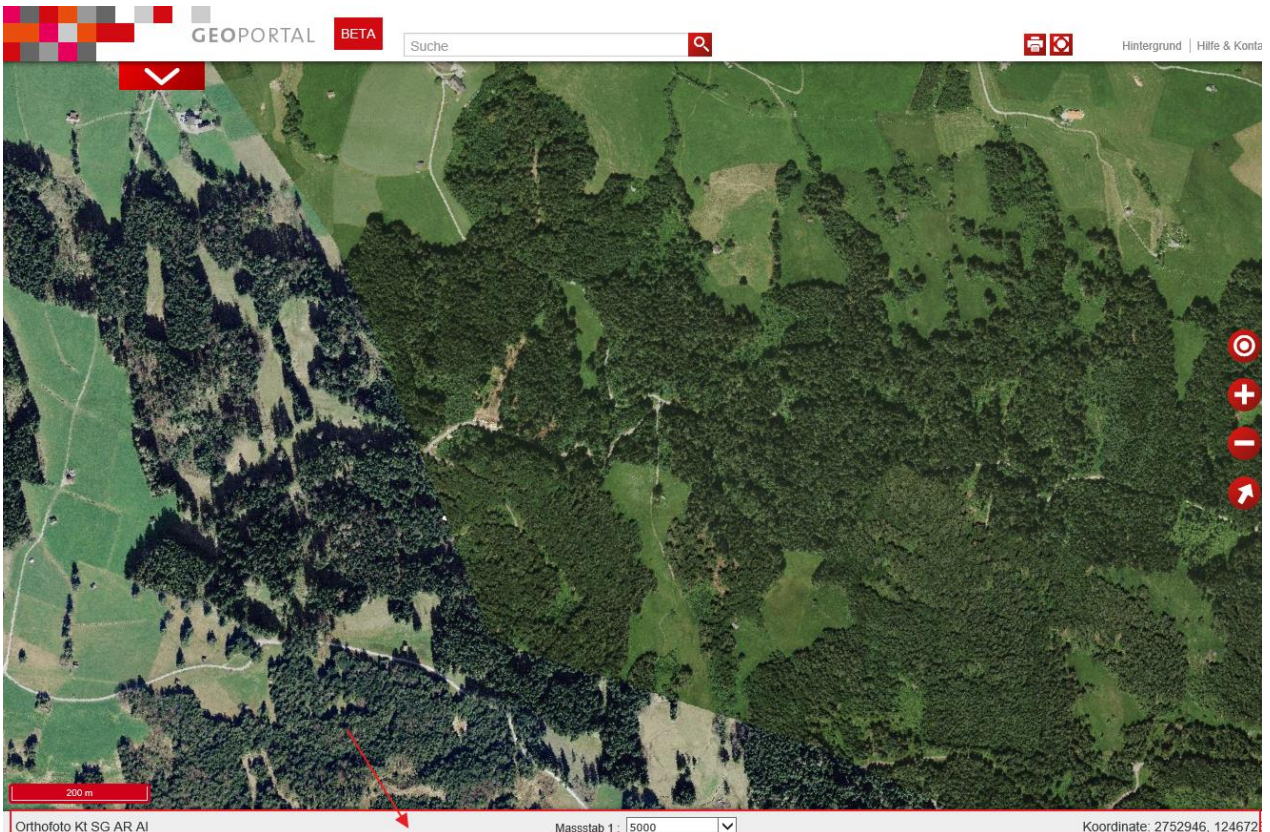 GEOPORTAL
BETA
Suche
Hintergrund | Hilfe & Konta
200 m
Orthofoto Kt SG AR AI
Massstab 1 : 5000
Koordinate: 2752946, 124672